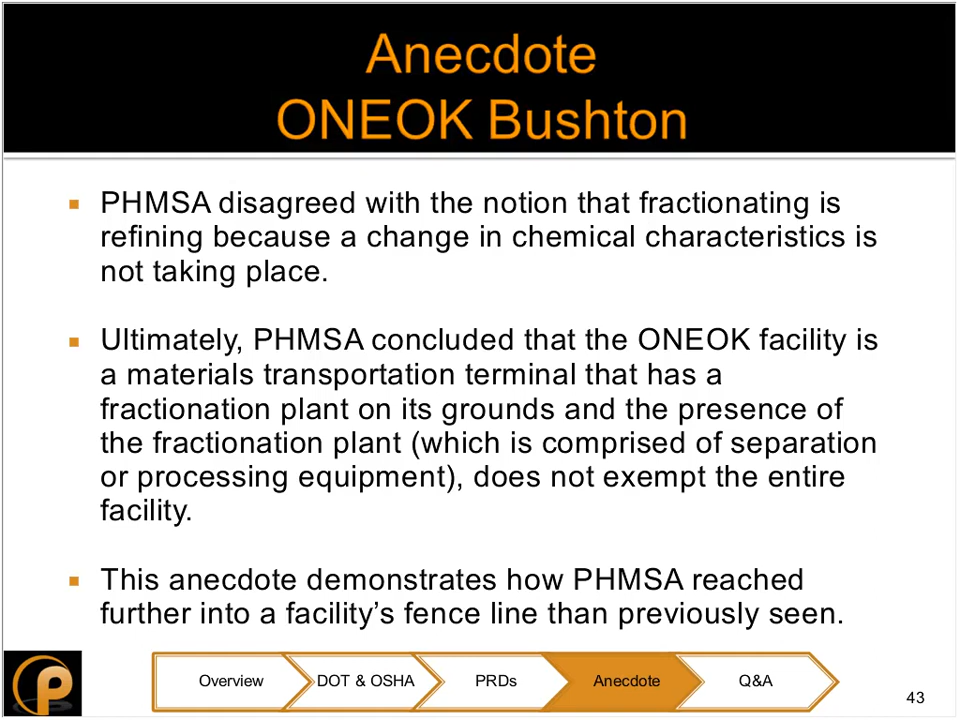 Anecdote
ONEOK Bushton
PHMSA disagreed with the notion that fractionating is
refining because a change in chemical characteristics is
not taking place.
Ultimately, PHMSA concluded that the ONEOK facility is
a materials transportation terminal that has a
fractionation plant on its grounds and the presence of
the fractionation plant (which is comprised of separation
or processing equipment), does not exempt the entire
facility.
This anecdote demonstrates how PHMSA reached
further into a facility’s fence line than previously seen.
Overview DOT & OSHA PRDs Anecdote Q&A
43